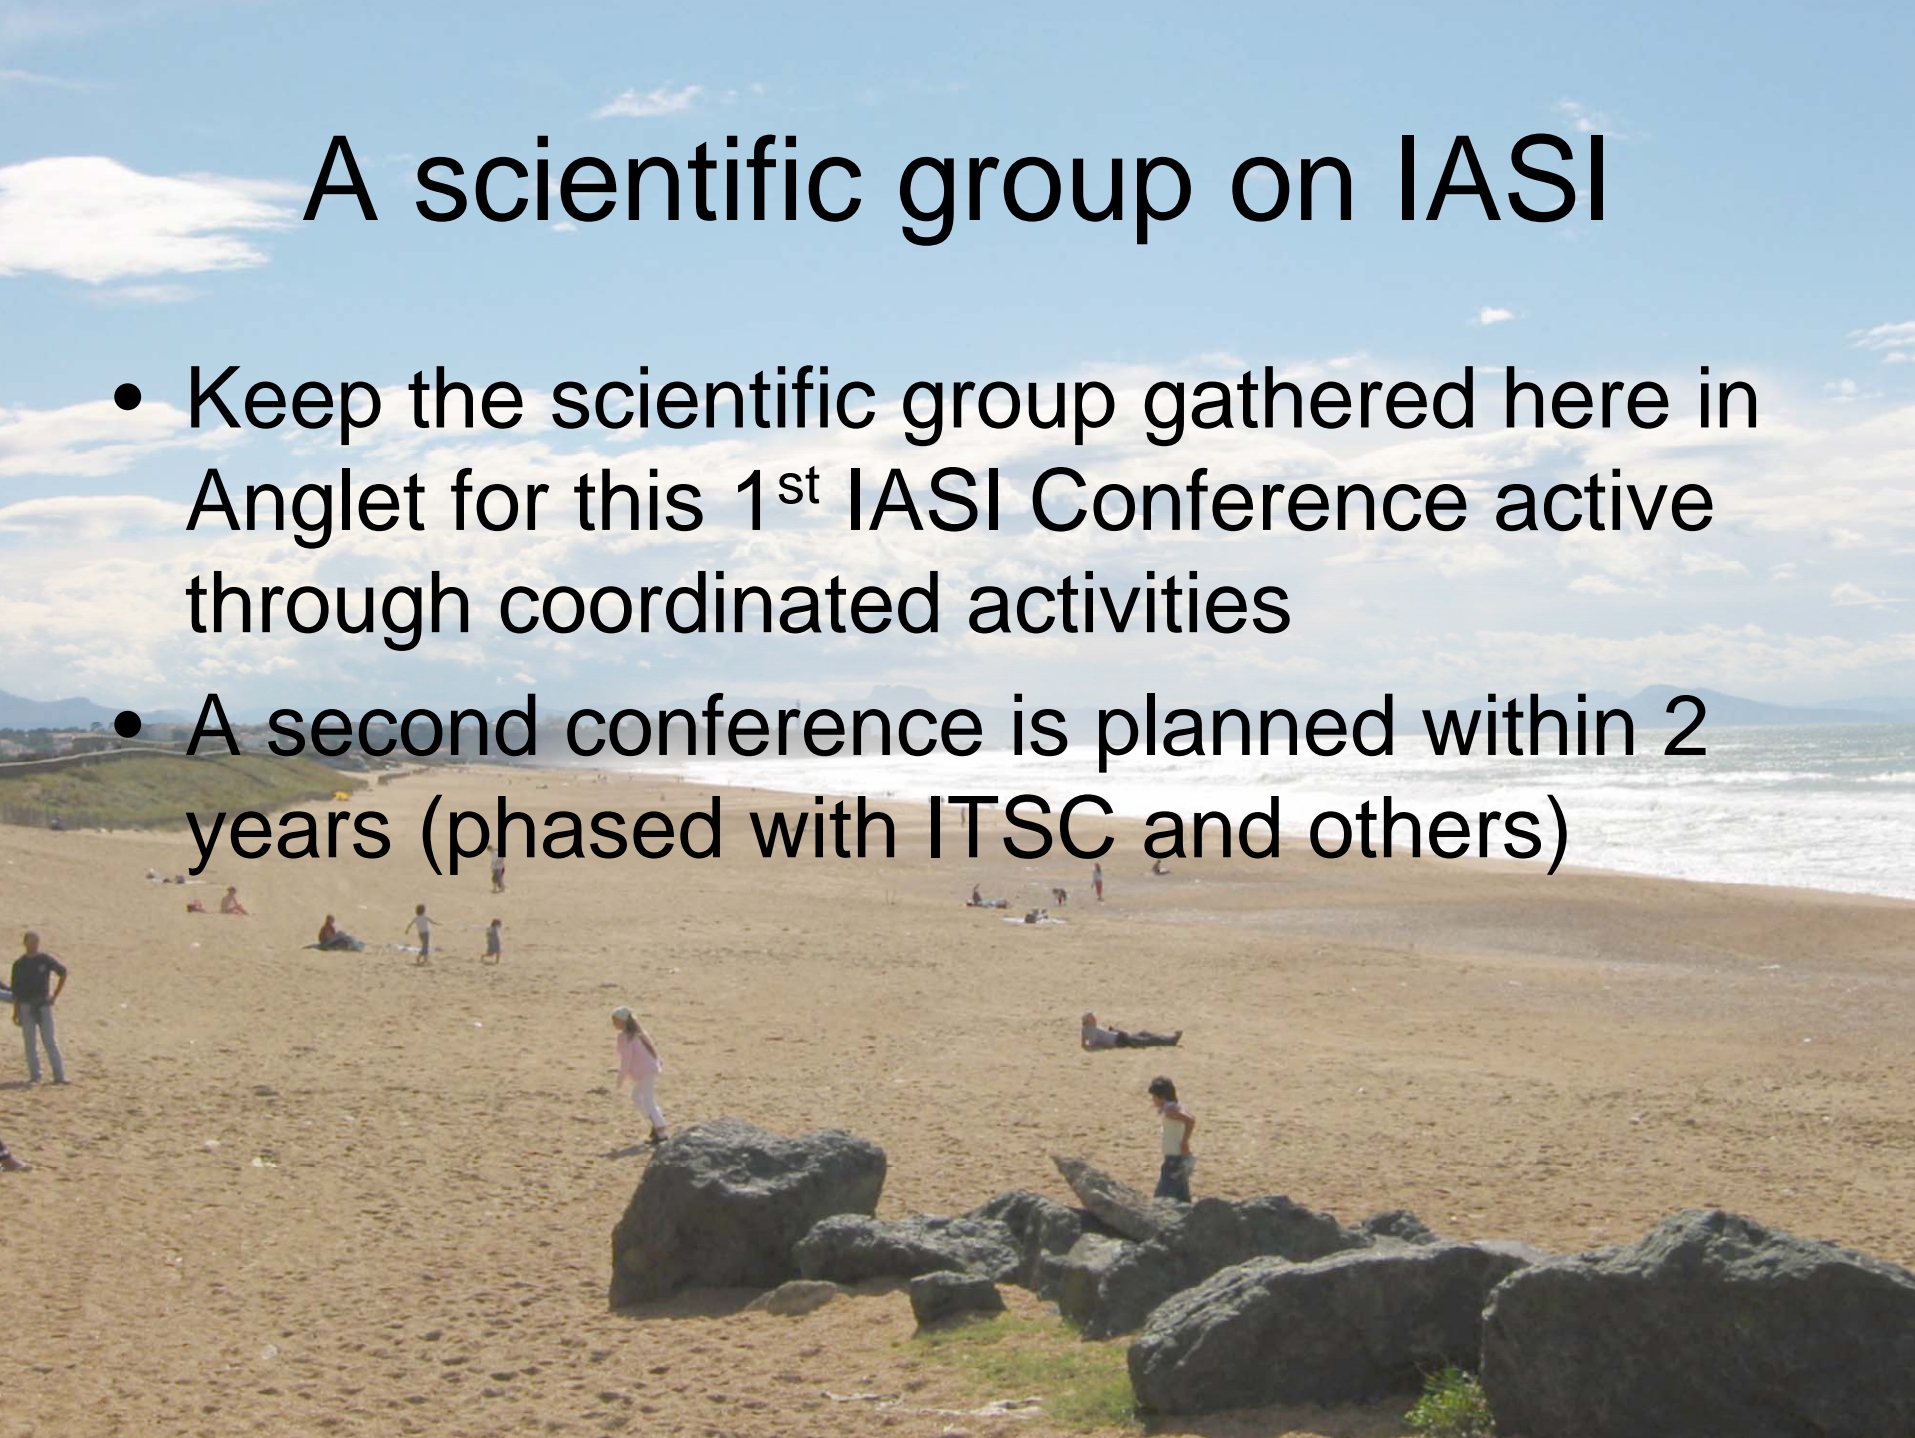 A scientific group on IASI
• Keep the scientific group gathered here in
Anglet for this 1st IASI Conference active
through coordinated activities
• A second conference is planned within 2
years (phased with ITSC and others)